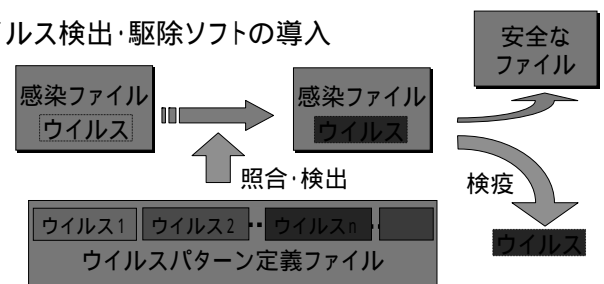 ルス検出・駆除ソフトの導入
安全な
ファイル
感染ファイル
ウイルス
感染ファイル
ウイルス
照合・検出
検疫
ウイルス
ウイルス1 ウイルス2 ・・ ウイルスn ・・
ウイルスパターン定義ファイル